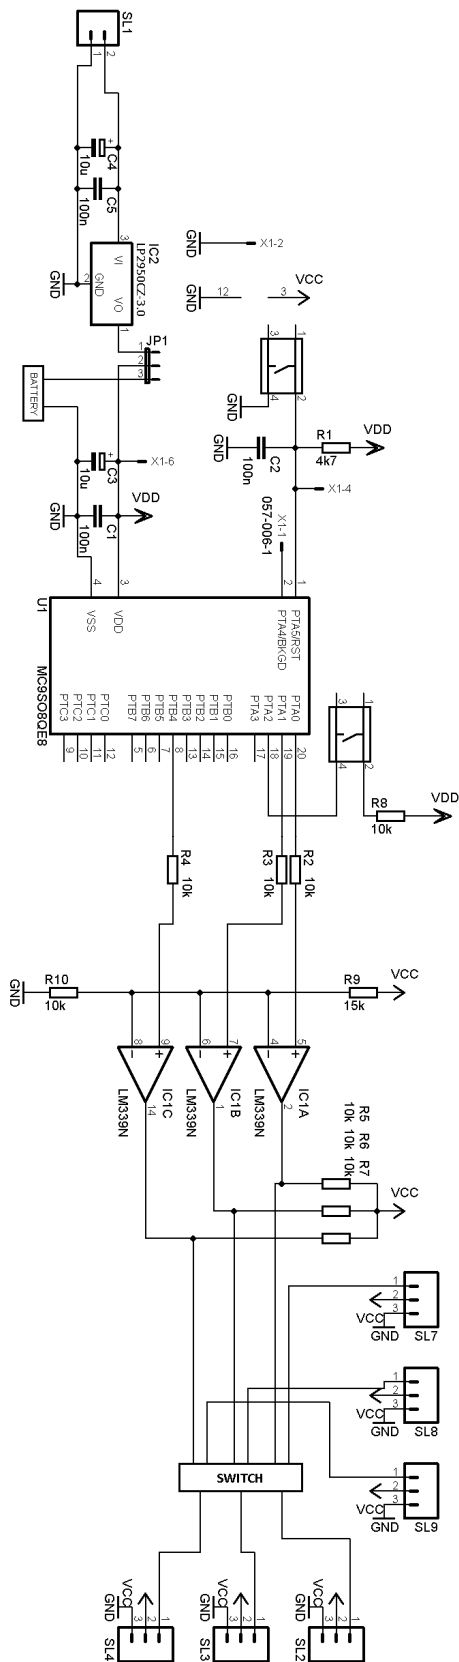 SL1
1
2
C4
10u
+
C5
100n
GND
IC2
LP2950CZ-3.0
3
VI
2
GND
VO
1
GND
X1-2
GND
12
3
VCC
JP1
1
2
3
BATTERY
3
1
4
2
GND
R1
4k7
VDD
C2
100n
GND
X1-4
X1-6
C3
10u
+
VDD
C1
100n
GND
X1-1
057-006-1
4
3
2
1
U1
MC9SO8QE8
VSS
VDD
PTA4/BKGD
PTA5/RST
PTC3
PTC2
PTC1
PTC0
PTB7
PTB6
PTB5
PTB4
PTB3
PTB2
PTB1
PTB0
PTA3
PTA2
PTA1
PTA0
9
10
11
12
5
6
7
8
13
14
15
16
17
18
19
20
3
1
4
2
R8
10k
VDD
R4
10k
R3
10k
R2
10k
GND
R10
10k
R9
15k
VCC
8
9
6
7
4
5
- +
- +
- +
14
1
2
IC1C
LM339N
IC1B
LM339N
IC1A
LM339N
R5 R6 R7
10k 10k 10k
VCC
1
2
3
VCC
GND
SL7
1
2
3
VCC
GND
SL8
1
2
3
VCC
GND
SL9
SWITCH
GND
VCC
3
2
1
SL4
GND
VCC
3
2
1
SL3
GND
VCC
3
2
1
SL2